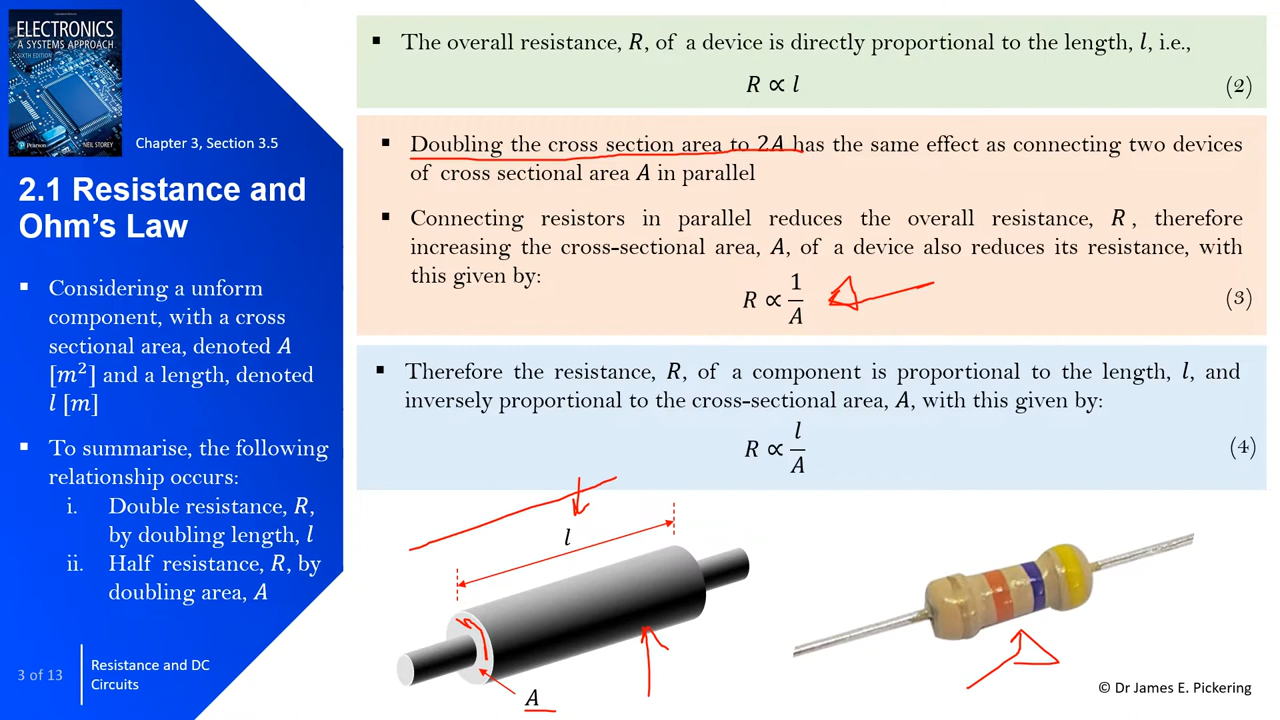 ELECTRONICS
A SYSTEMS APPROACH
SIXTH EDITION
Pearson
NEIL STOREY
Chapter 3, Section 3.5
2.1 Resistance and
Ohm's Law
▪ Considering a unform
component, with a cross
sectional area, denoted A
[m²] and a length, denoted
l [m]
▪ To summarise, the following
relationship occurs:
i. Double resistance, R,
by doubling length, l
ii. Half resistance, R, by
doubling area, A
3 of 13
Resistance and DC
Circuits
▪ The overall resistance, R, of a device is directly proportional to the length, l, i.e.,
R ∝ l (2)
▪ Doubling the cross section area to 2A has the same effect as connecting two devices
of cross sectional area A in parallel
▪ Connecting resistors in parallel reduces the overall resistance, R, therefore
increasing the cross-sectional area, A, of a device also reduces its resistance, with
this given by:
R ∝ 1/A (3)
▪ Therefore the resistance, R, of a component is proportional to the length, l, and
inversely proportional to the cross-sectional area, A, with this given by:
R ∝ l/A (4)
l
A
© Dr James E. Pickering